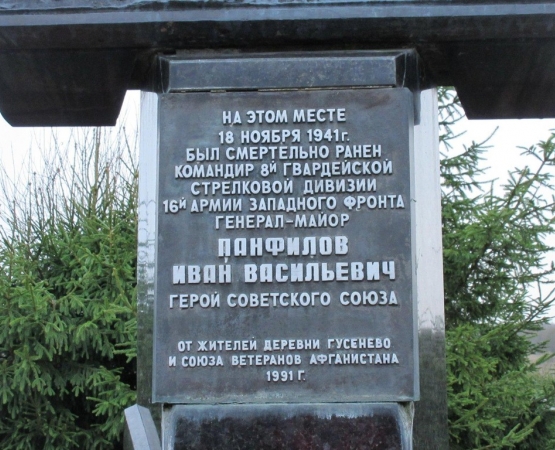 НА ЭТОМ МЕСТЕ
18 НОЯБРЯ 1941 г.
БЫЛ СМЕРТЕЛЬНО РАНЕН
КОМАНДИР 8й ГВАРДЕЙСКОЙ
СТРЕЛКОВОЙ ДИВИЗИИ
16й АРМИИ ЗАПАДНОГО ФРОНТА
ГЕНЕРАЛ-МАЙОР
ПАНФИЛОВ
ИВАН ВАСИЛЬЕВИЧ
ГЕРОЙ СОВЕТСКОГО СОЮЗА
ОТ ЖИТЕЛЕЙ ДЕРЕВНИ ГУСЕНЕВО
И СОЮЗА ВЕТЕРАНОВ АФГАНИСТАНА
1991 Г.